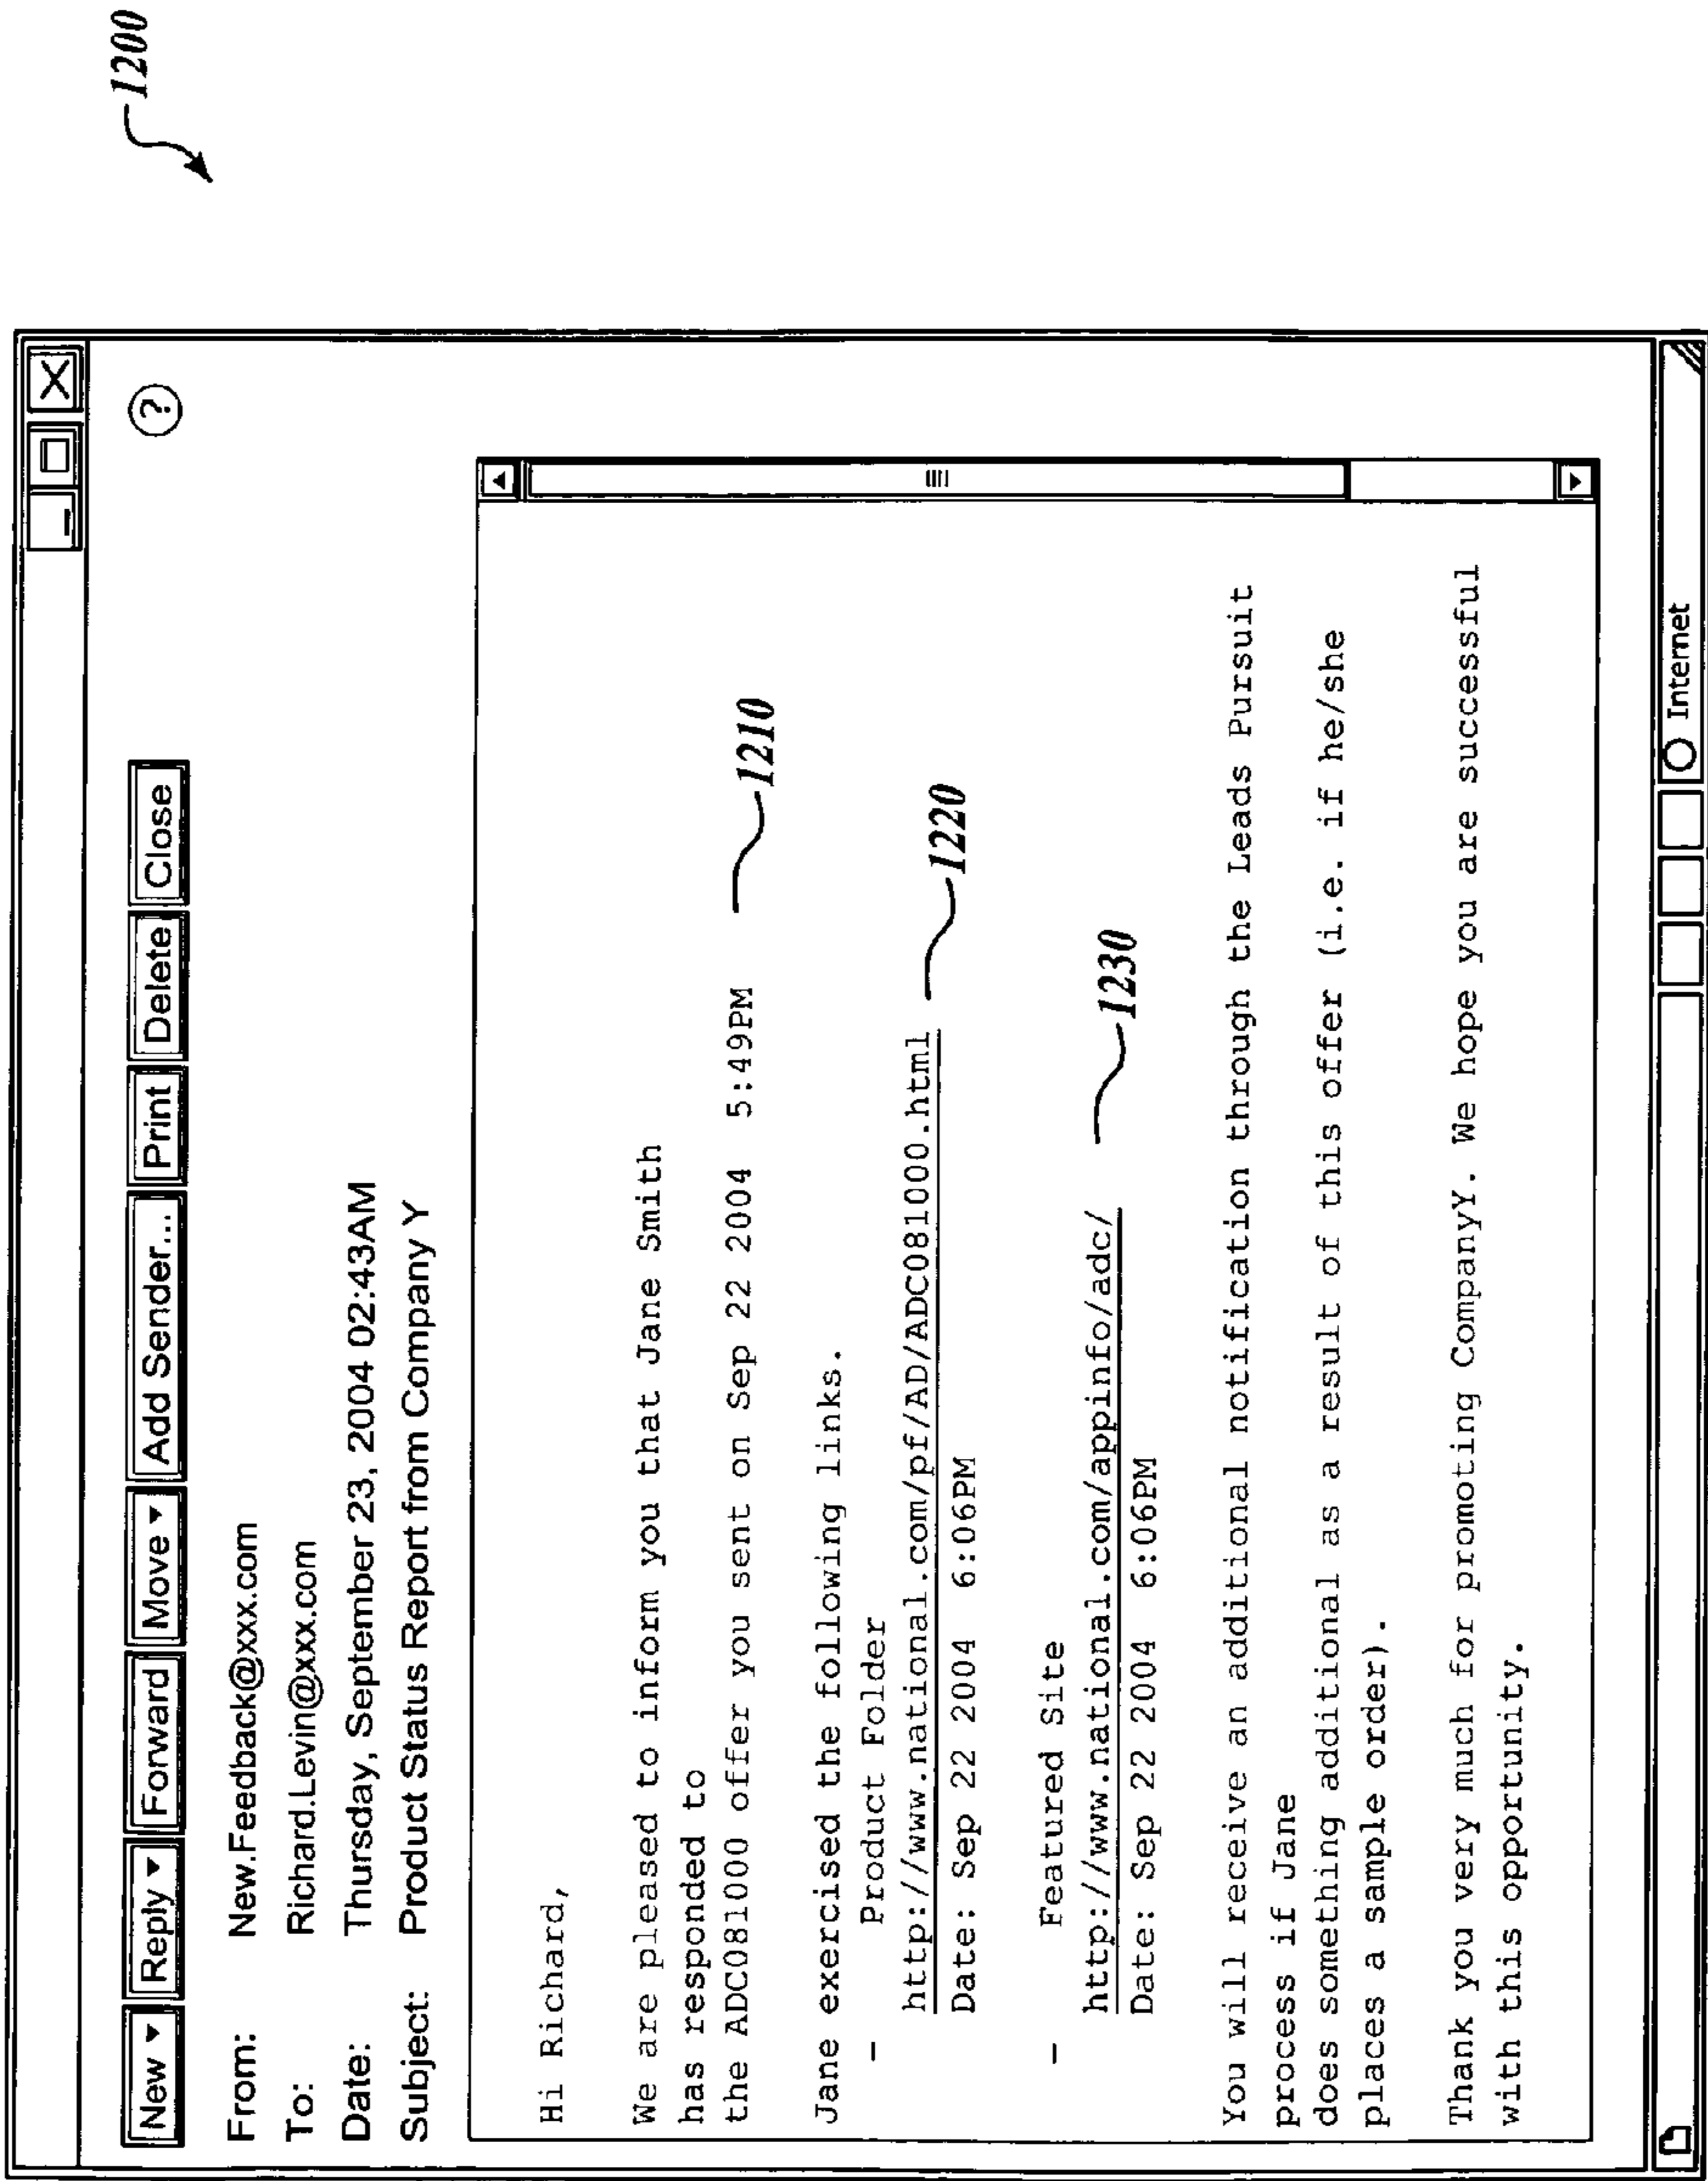 1200
New Reply Forward Move Add Sender... Print Delete Close ?
From: New.Feedback@xxx.com
To: Richard.Levin@xxx.com
Date: Thursday, September 23, 2004 02:43AM
Subject: Product Status Report from Company Y
Hi Richard,
We are pleased to inform you that Jane Smith
has responded to
the ADC081000 offer you sent on Sep 22 2004 5:49PM 1210
Jane exercised the following links.
- Product Folder
http://www.national.com/pf/AD/ADC081000.html 1220
Date: Sep 22 2004 6:06PM
- Featured Site
http://www.national.com/appinfo/adc/ 1230
Date: Sep 22 2004 6:06PM
You will receive an additional notification through the Leads Pursuit
process if Jane
does something additional as a result of this offer (i.e. if he/she
places a sample order).
Thank you very much for promoting CompanyY. We hope you are successful
with this opportunity.
Internet